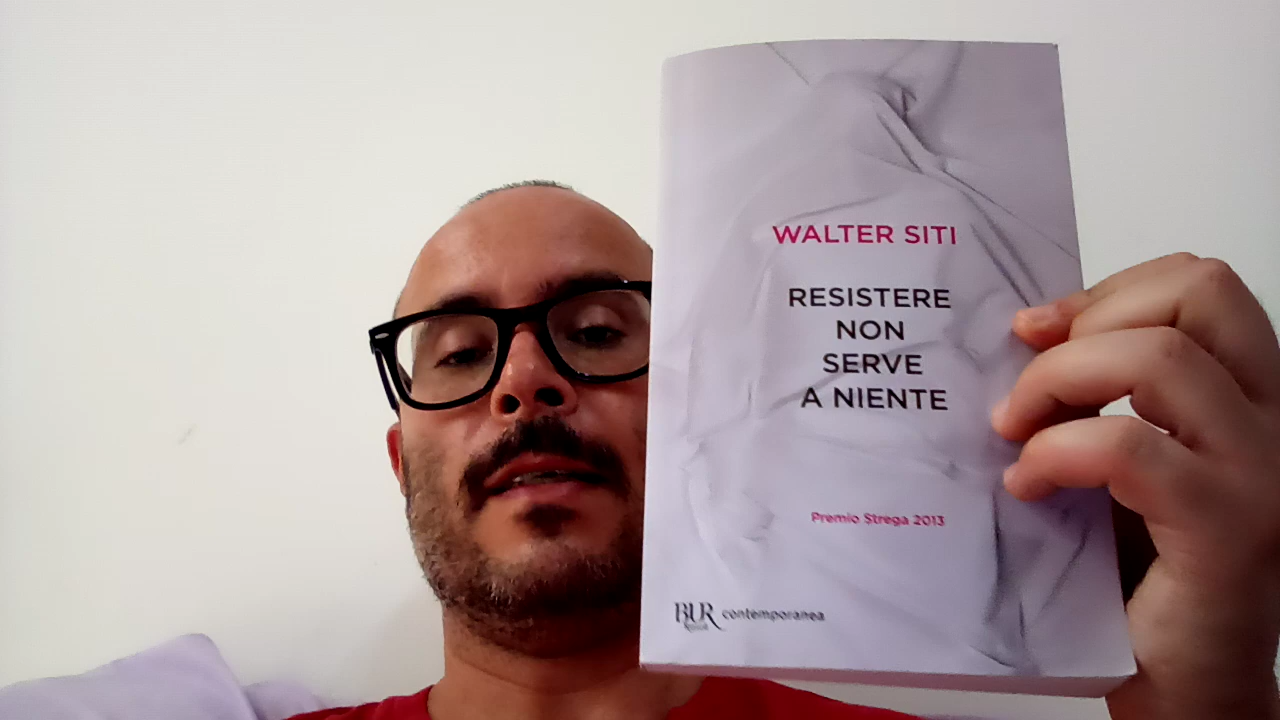 WALTER SITI
RESISTERE
NON
SERVE
A NIENTE
Premio Strega 2013
BUR contemporanea